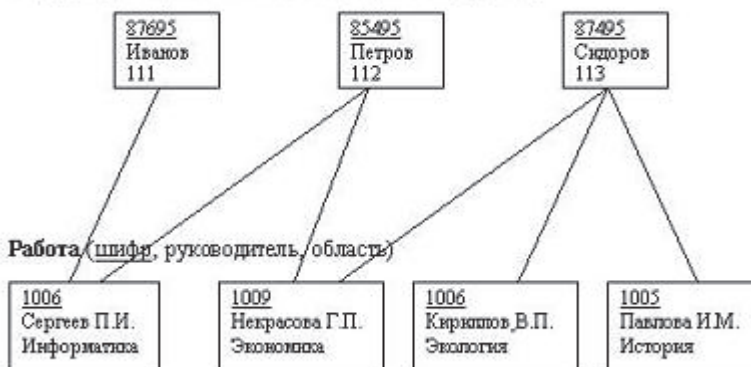 87695
Иванов
111
85495
Петров
112
87495
Сидоров
113
Работа (шифр, руководитель, область)
1006
Сергеев П.И.
Информатика
1009
Некрасова Г.П.
Экономика
1006
Кириллов,В.П.
Экология
1005
Павлова И.М.
История